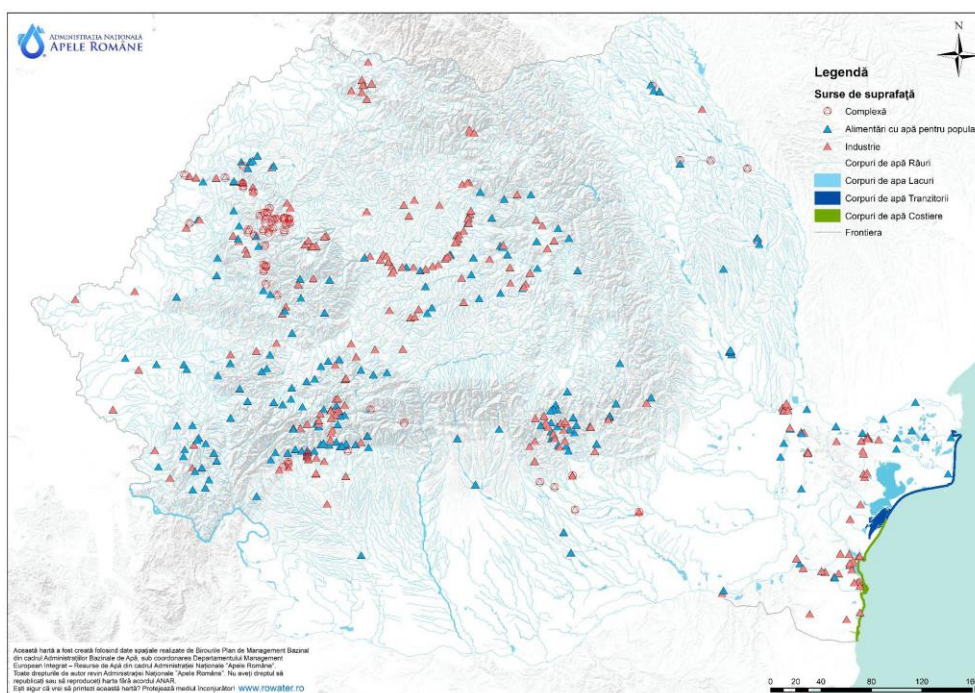 ADMINISTRAȚIA NAȚIONALĂ
APELE ROMÂNE
N
Legendă
Surse de suprafață
Complexă
Alimentări cu apă pentru popula
Industrie
Corpuri de apă Râuri
Corpuri de apa Lacuri
Corpuri de apă Tranzitorii
Corpuri de apă Costiere
Frontiera
Această hartă a fost creată folosind date spațiale realizate de Birourile Plan de Management Bazinal
din cadrul Administrațiilor Bazinale de Apă, sub coordonarea Departamentului Management
European Integrat – Resurse de Apă din cadrul Administrației Naționale "Apele Române".
Toate drepturile de autor revin Administrației Naționale "Apele Române". Nu aveți dreptul să
republicați sau să reproduceți harta fără acordul ANAR.
Ești sigur că vrei să printezi această hartă? Protejează mediul înconjurător! www.rowater.ro
0 20 40 80 120 160